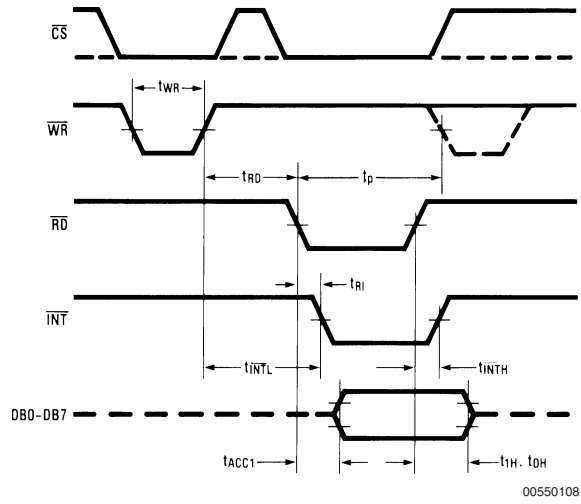 CS
tWR
WR
tRD
tp
RD
tRI
INT
tINTL
tINTH
DB0-DB7
tACC1
t1H, t0H
00550108